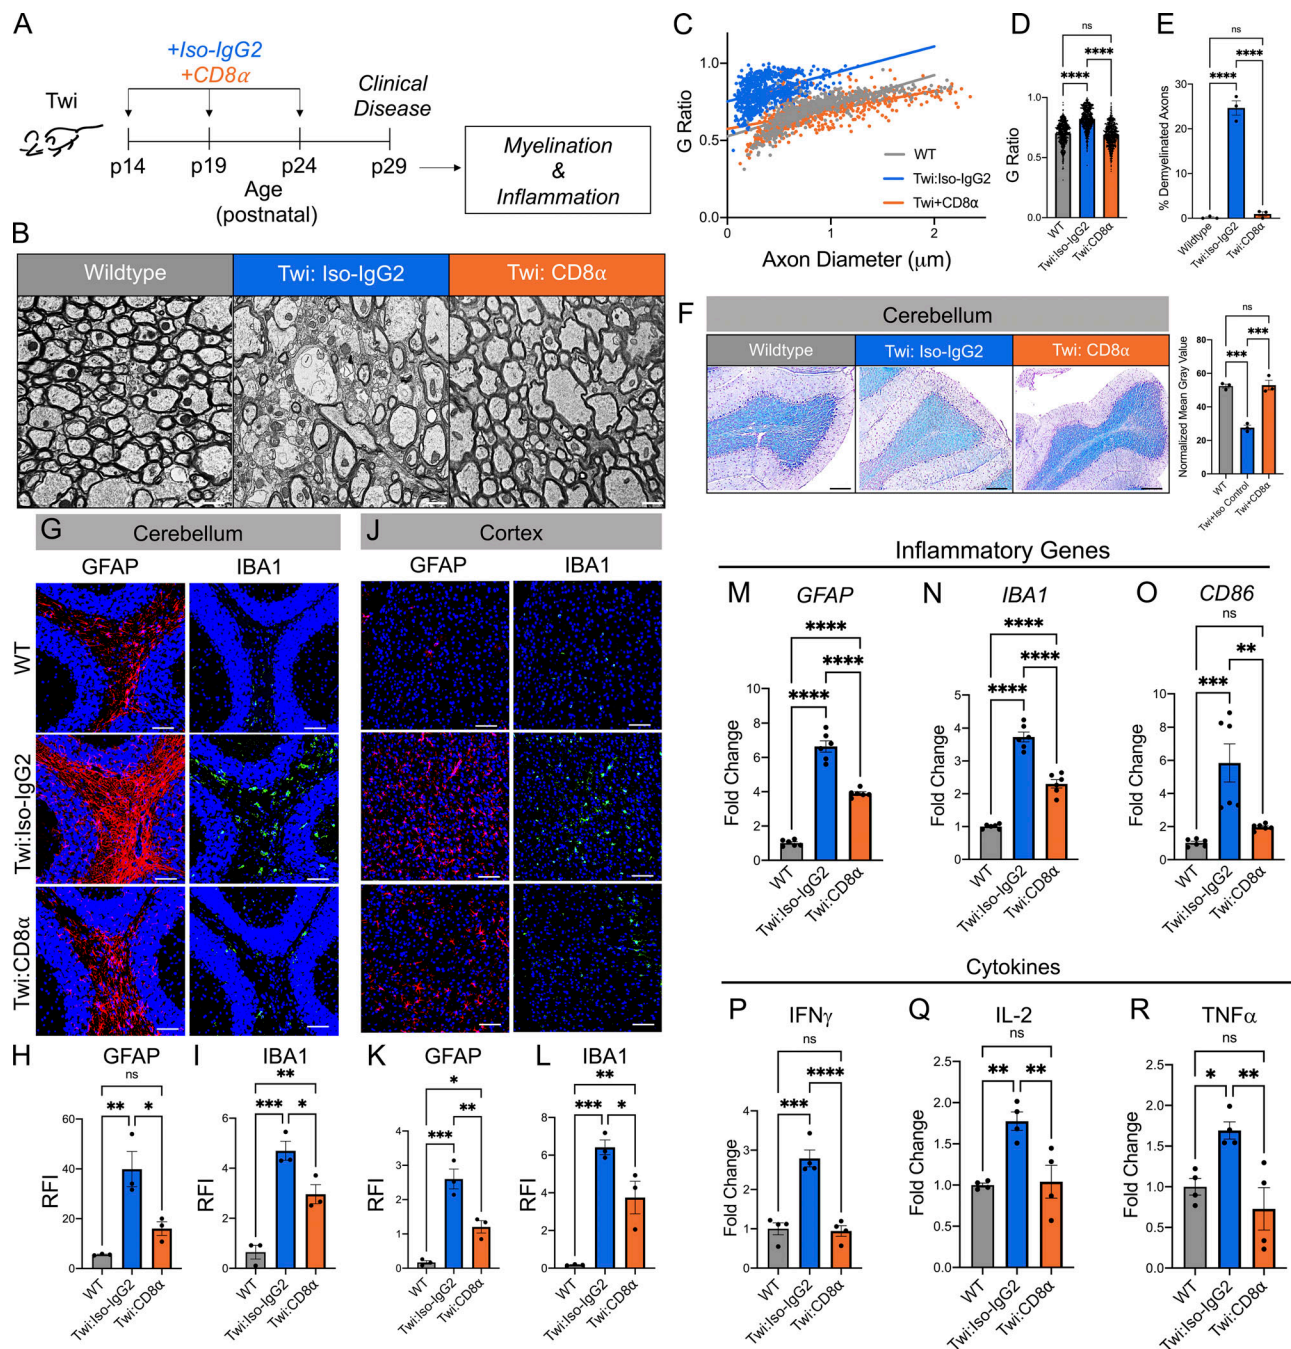 A
+Iso-IgG2
+CD8α
Clinical
Disease
Twi
p14
p19
p24
p29
Age
(postnatal)
Myelination
&
Inflammation
B
Wildtype
Twi: Iso-IgG2
Twi: CD8α
C
G Ratio
1.0
0.5
0.0
0
1
2
Axon Diameter (μm)
WT
Twi:Iso-IgG2
Twi+CD8α
D
ns
****
****
G Ratio
1.0
0.5
0.0
WT
Twi:Iso-IgG2
Twi:CD8α
E
ns
****
****
% Demyelinated Axons
30
20
10
0
Wildtype
Twi:Iso-IgG2
Twi:CD8α
F
Cerebellum
Wildtype
Twi: Iso-IgG2
Twi: CD8α
ns
***
***
Normalized Mean Gray Value
80
60
40
20
0
WT
Twi+Iso Control
Twi+CD8α
G
Cerebellum
GFAP
IBA1
WT
Twi:Iso-IgG2
Twi:CD8α
J
Cortex
GFAP
IBA1
H
GFAP
ns
**
*
RFI
60
40
20
0
WT
Twi:Iso-IgG2
Twi:CD8α
I
IBA1
**
***
*
RFI
6
4
2
0
WT
Twi:Iso-IgG2
Twi:CD8α
K
GFAP
*
***
**
RFI
4
3
2
1
0
WT
Twi:Iso-IgG2
Twi:CD8α
L
IBA1
**
***
*
RFI
8
6
4
2
0
WT
Twi:Iso-IgG2
Twi:CD8α
Inflammatory Genes
M
GFAP
****
****
****
Fold Change
10
8
6
4
2
0
WT
Twi:Iso-IgG2
Twi:CD8α
N
IBA1
****
****
****
Fold Change
5
4
3
2
1
0
WT
Twi:Iso-IgG2
Twi:CD8α
O
CD86
ns
***
**
Fold Change
10
8
6
4
2
0
WT
Twi:Iso-IgG2
Twi:CD8α
Cytokines
P
IFNγ
ns
***
****
Fold Change
4
3
2
1
0
WT
Twi:Iso-IgG2
Twi:CD8α
Q
IL-2
ns
**
**
Fold Change
2.5
2.0
1.5
1.0
0.5
0.0
WT
Twi:Iso-IgG2
Twi:CD8α
R
TNFα
ns
*
**
Fold Change
2.5
2.0
1.5
1.0
0.5
0.0
WT
Twi:Iso-IgG2
Twi:CD8α